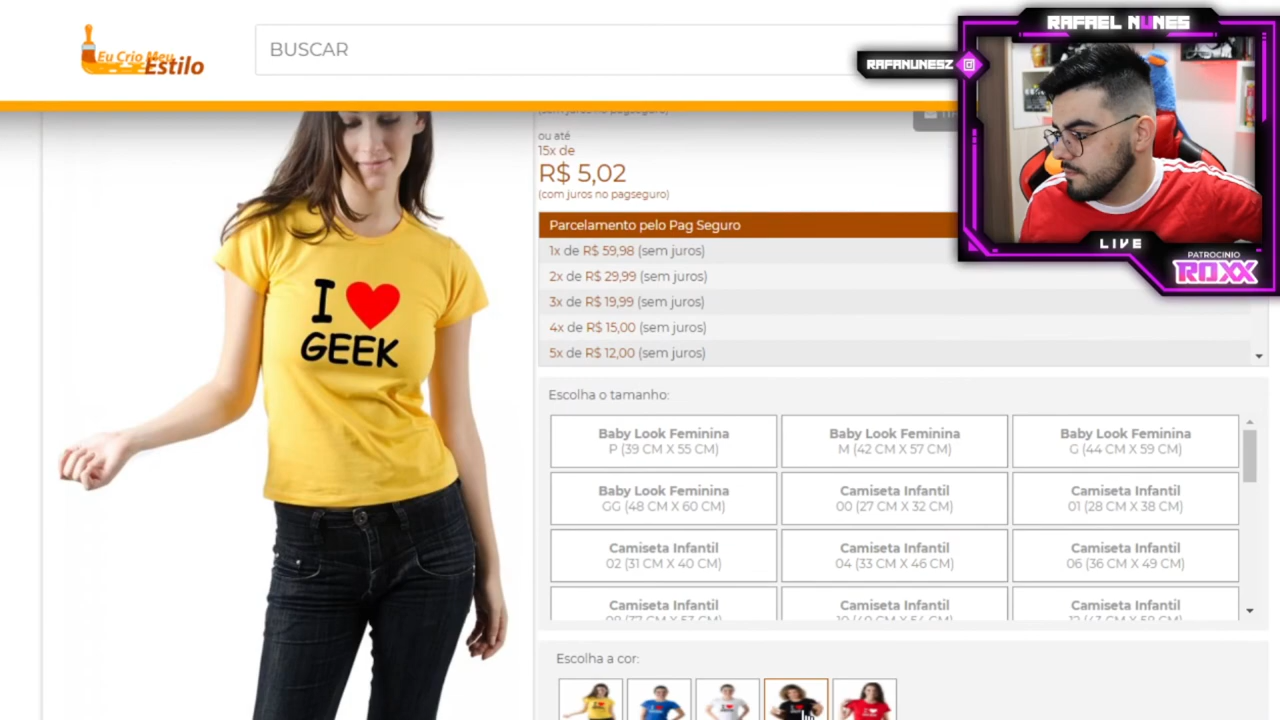 Eu Crio Meu
Estilo
BUSCAR
RAFAEL NUNES
RAFANUNESZ
LIVE
PATROCINIO
ROXX
I
GEEK
(sem juros no pagseguro)
ou até
15x de
R$ 5,02
(com juros no pagseguro)
Parcelamento pelo Pag Seguro
1x de R$ 59,98 (sem juros)
2x de R$ 29,99 (sem juros)
3x de R$ 19,99 (sem juros)
4x de R$ 15,00 (sem juros)
5x de R$ 12,00 (sem juros)
Escolha o tamanho:
Baby Look Feminina
P (39 CM X 55 CM)
Baby Look Feminina
M (42 CM X 57 CM)
Baby Look Feminina
G (44 CM X 59 CM)
Baby Look Feminina
GG (48 CM X 60 CM)
Camiseta Infantil
00 (27 CM X 32 CM)
Camiseta Infantil
01 (28 CM X 38 CM)
Camiseta Infantil
02 (31 CM X 40 CM)
Camiseta Infantil
04 (33 CM X 46 CM)
Camiseta Infantil
06 (36 CM X 49 CM)
Camiseta Infantil
Camiseta Infantil
Camiseta Infantil
Escolha a cor: